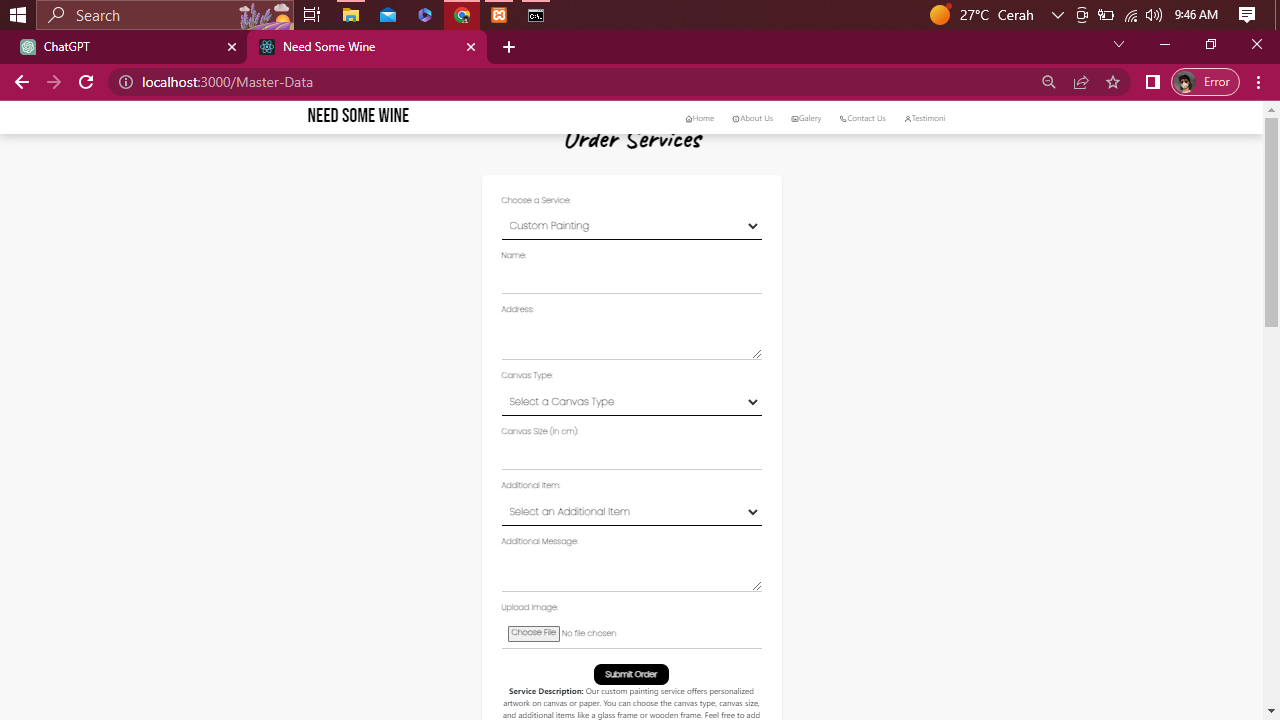 Search
27°C Cerah
9:46 AM
ChatGPT
Need Some Wine
localhost:3000/Master-Data
Error
NEED SOME WINE
Home
About Us
Galery
Contact Us
Testimoni
Order Services
Choose a Service:
Custom Painting
Name:
Address:
Canvas Type:
Select a Canvas Type
Canvas Size (in cm):
Additional Item:
Select an Additional Item
Additional Message:
Upload Image:
Choose File No file chosen
Submit Order
Service Description: Our custom painting service offers personalized
artwork on canvas or paper. You can choose the canvas type, canvas size,
and additional items like a glass frame or wooden frame. Feel free to add